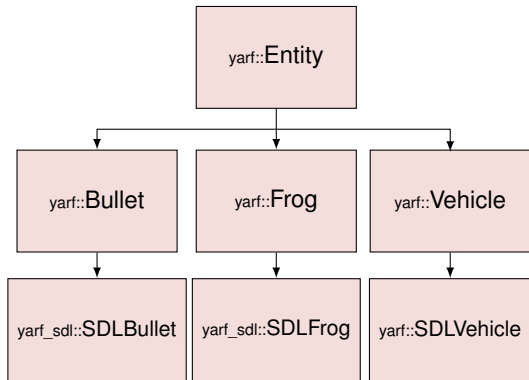 yarf::Entity
yarf::Bullet
yarf::Frog
yarf::Vehicle
yarf_sdl::SDLBullet
yarf_sdl::SDLFrog
yarf::SDLVehicle